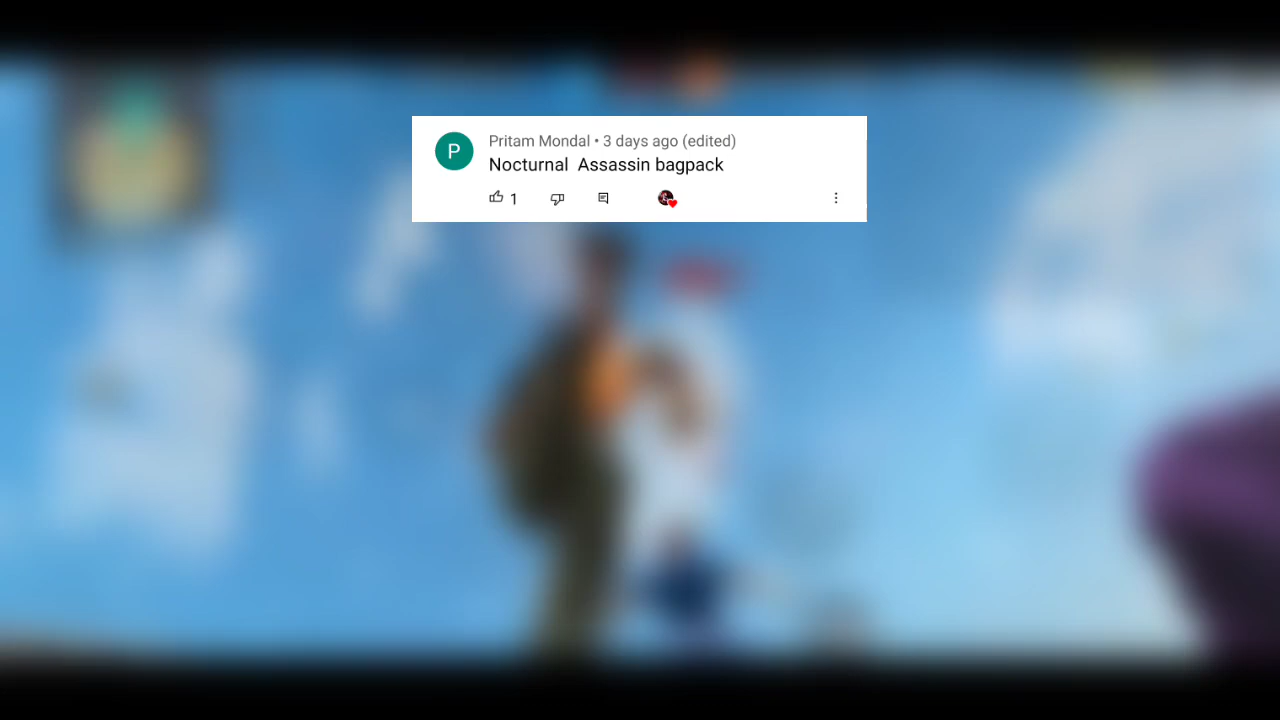 P
Pritam Mondal • 3 days ago (edited)
Nocturnal  Assassin bagpack
1